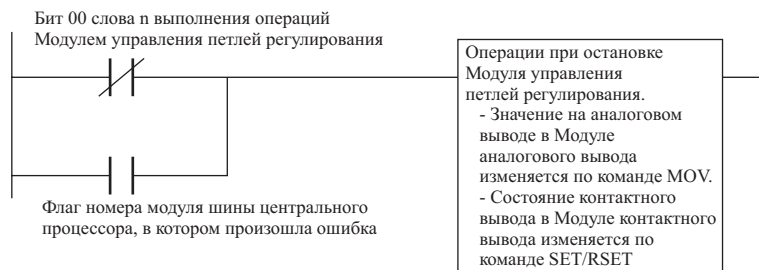 Бит 00 слова n выполнения операций
Модулем управления петлей регулирования
Операции при остановке
Модуля управления
петлей регулирования.
- Значение на аналоговом
выводе в Модуле
аналогового вывода
изменяется по команде MOV.
- Состояние контактного
вывода в Модуле контактного
вывода изменяется по
команде SET/RSET
Флаг номера модуля шины центрального
процессора, в котором произошла ошибка